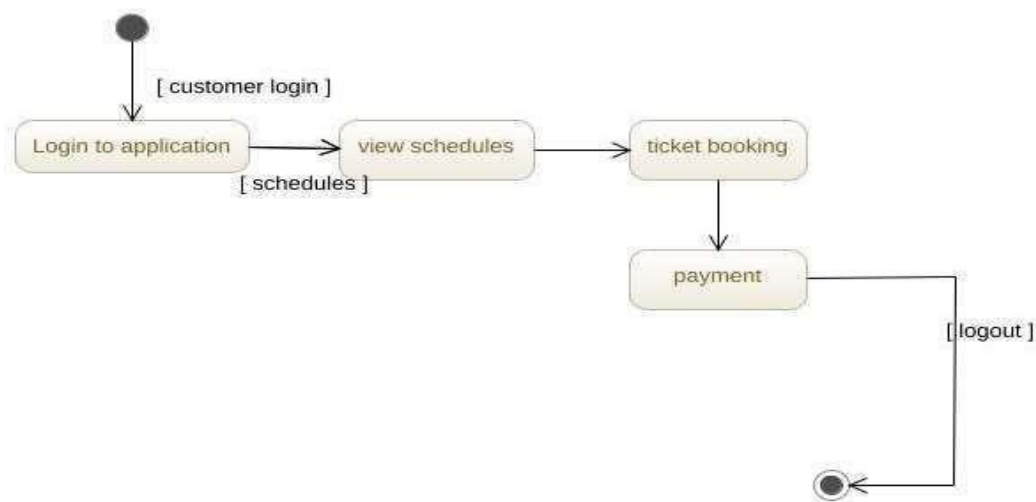 [ customer login ]
Login to application
view schedules
ticket booking
[ schedules ]
payment
[ logout ]